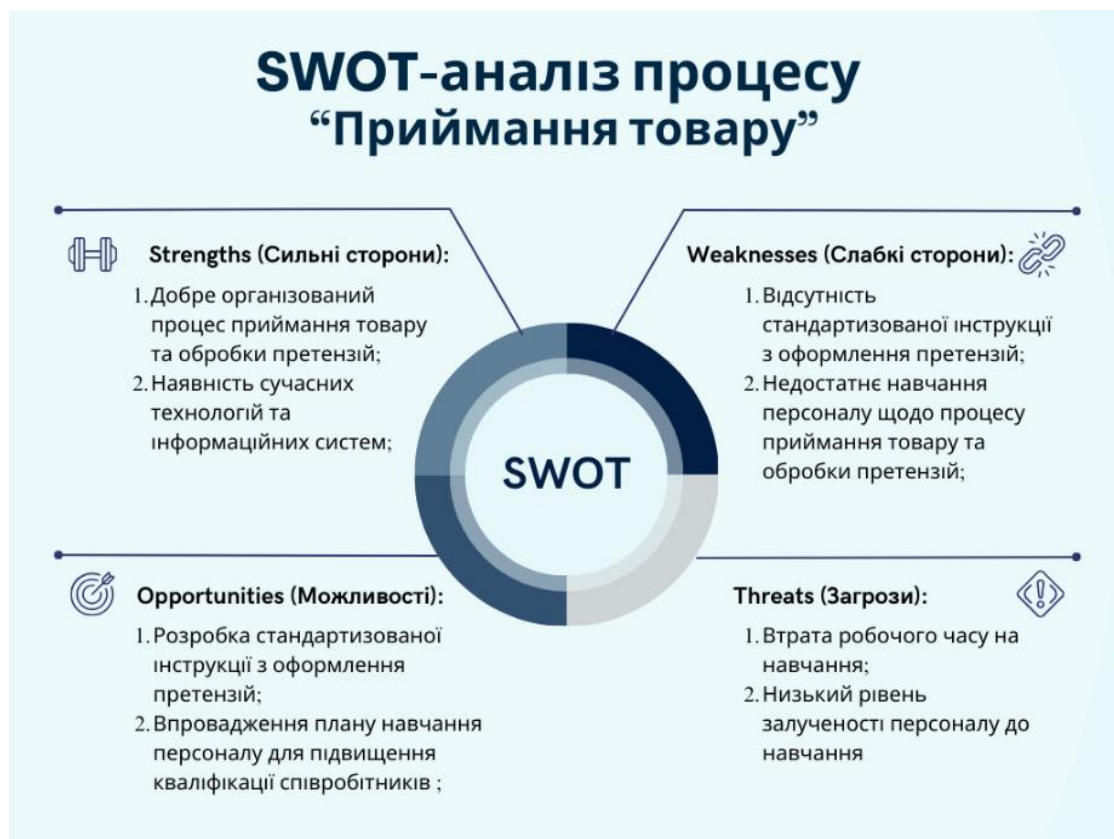 SWOT-аналіз процесу
“Приймання товару”
Strengths (Сильні сторони):
1. Добре організований
процес приймання товару
та обробки претензій;
2. Наявність сучасних
технологій та
інформаційних систем;
Weaknesses (Слабкі сторони):
1. Відсутність
стандартизованої інструкції
з оформлення претензій;
2. Недостатнє навчання
персоналу щодо процесу
приймання товару та
обробки претензій;
SWOT
Opportunities (Можливості):
1. Розробка стандартизованої
інструкції з оформлення
претензій;
2. Впровадження плану навчання
персоналу для підвищення
кваліфікації співробітників ;
Threats (Загрози):
1. Втрата робочого часу на
навчання;
2. Низький рівень
залученості персоналу до
навчання